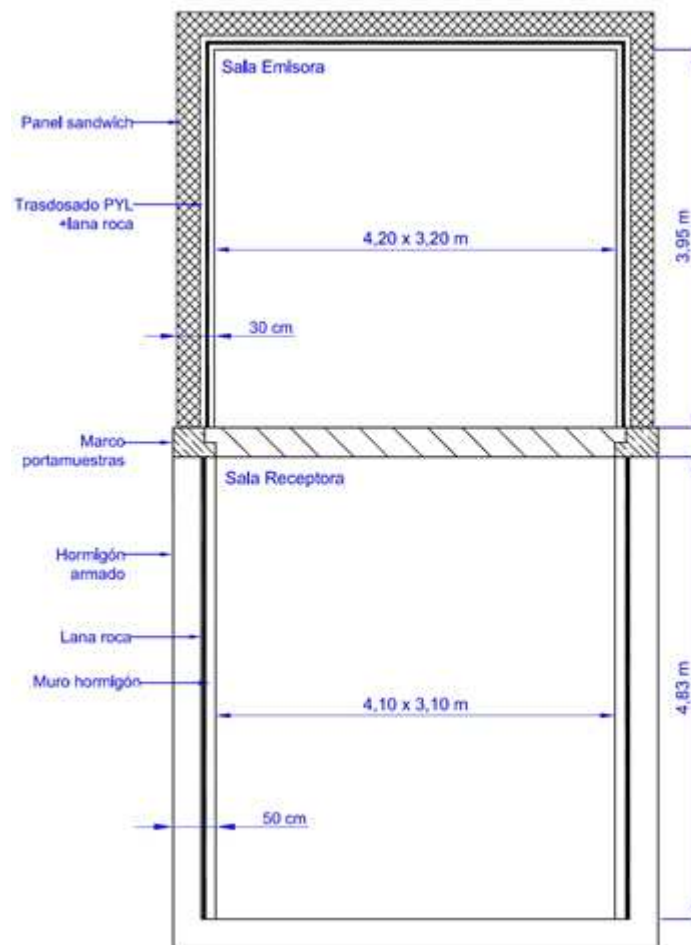 Sala Emisora
Panel sandwich
Trasdosado PYL
+lana roca
4,20 x 3,20 m
3,95 m
30 cm
Marco
portamuestras
Sala Receptora
Hormigón
armado
Lana roca
Muro hormigón
4,10 x 3,10 m
4,83 m
50 cm